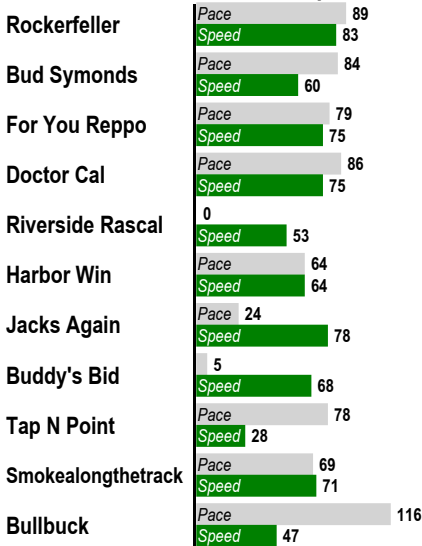 Rockerfeller
Pace 89
Speed 83
Bud Symonds
Pace 84
Speed 60
For You Reppo
Pace 79
Speed 75
Doctor Cal
Pace 86
Speed 75
Riverside Rascal
0
Speed 53
Harbor Win
Pace 64
Speed 64
Jacks Again
Pace 24
Speed 78
Buddy's Bid
5
Speed 68
Tap N Point
Pace 78
Speed 28
Smokealongthetrack
Pace 69
Speed 71
Bullbuck
Pace 116
Speed 47